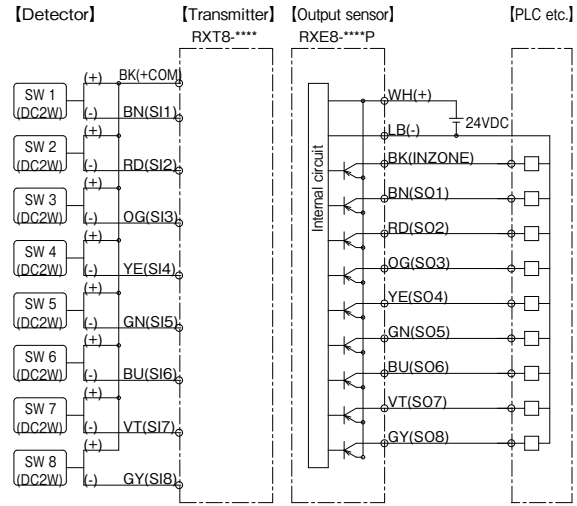 【Detector】 【Transmitter】 【Output sensor】 【PLC etc.】
RXT8-**** RXE8-****P
SW 1
(DC2W)
(+)
(-)
BK(+COM)
BN(SI1)
SW 2
(DC2W)
(+)
(-)
RD(SI2)
SW 3
(DC2W)
(+)
(-)
OG(SI3)
SW 4
(DC2W)
(+)
(-)
YE(SI4)
SW 5
(DC2W)
(+)
(-)
GN(SI5)
SW 6
(DC2W)
(+)
(-)
BU(SI6)
SW 7
(DC2W)
(+)
(-)
VT(SI7)
SW 8
(DC2W)
(+)
(-)
GY(SI8)
Internal circuit
WH(+)
24VDC
LB(-)
BK(INZONE)
BN(SO1)
RD(SO2)
OG(SO3)
YE(SO4)
GN(SO5)
BU(SO6)
VT(SO7)
GY(SO8)